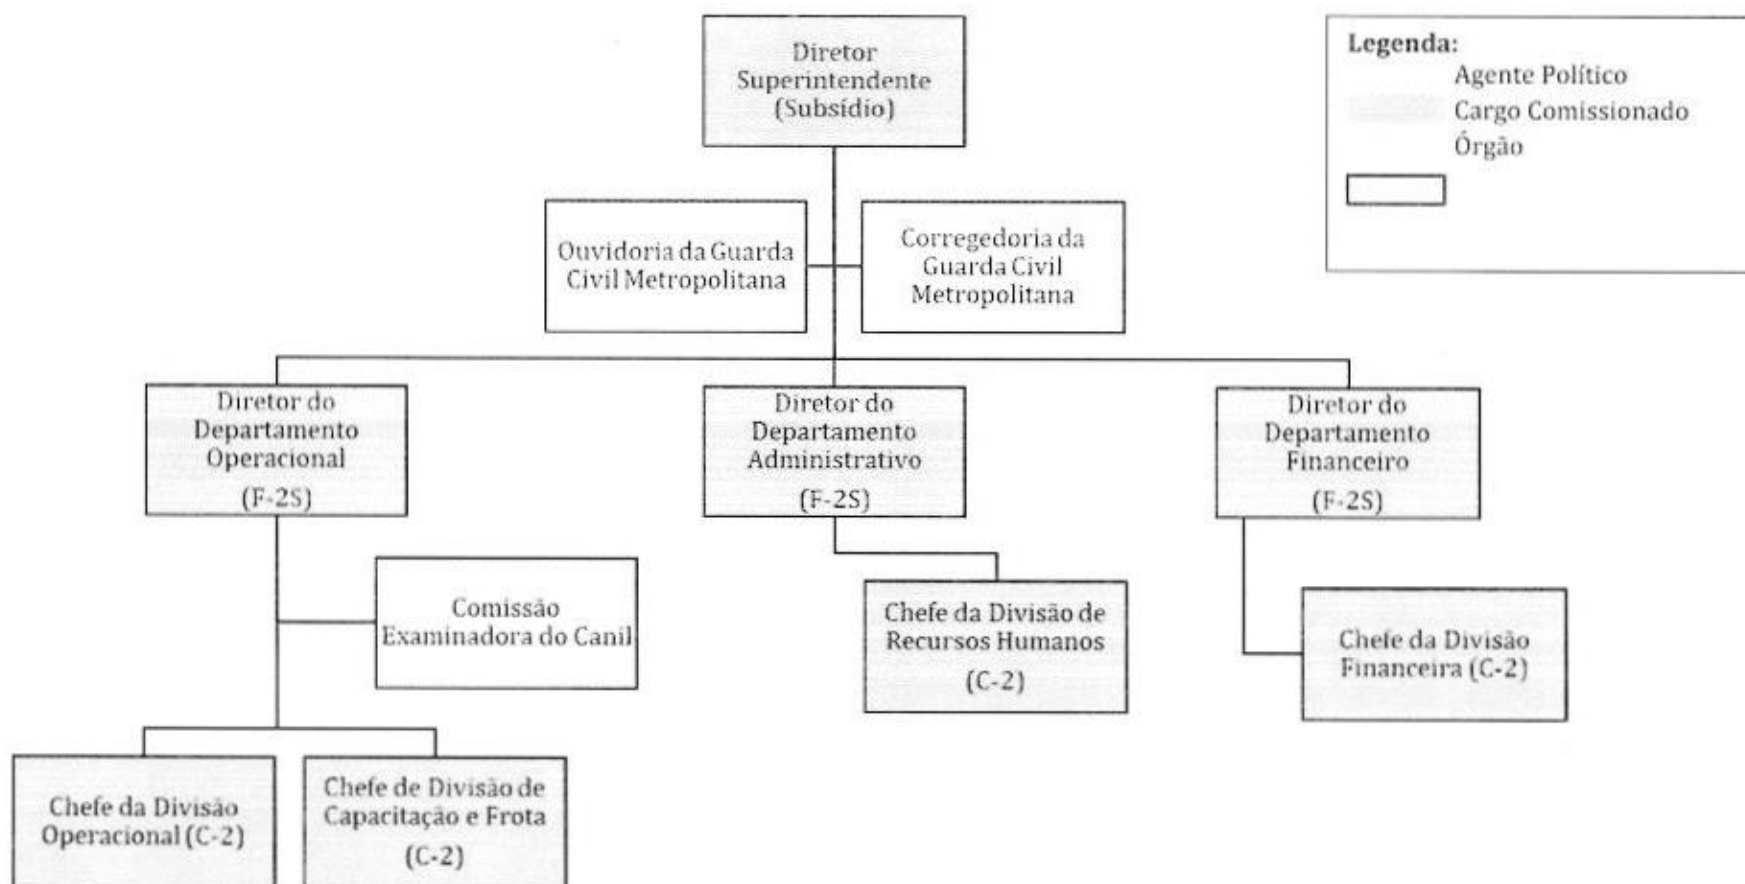 Diretor
Superintendente
(Subsídio)
Legenda:
Agente Político
Cargo Comissionado
Órgão
Ouvidoria da Guarda
Civil Metropolitana
Corregedoria da
Guarda Civil
Metropolitana
Diretor do
Departamento
Operacional
(F-2S)
Diretor do
Departamento
Administrativo
(F-2S)
Diretor do
Departamento
Financeiro
(F-2S)
Comissão
Examinadora do Canil
Chefe da Divisão de
Recursos Humanos
(C-2)
Chefe da Divisão
Financeira (C-2)
Chefe da Divisão
Operacional (C-2)
Chefe de Divisão de
Capacitação e Frota
(C-2)